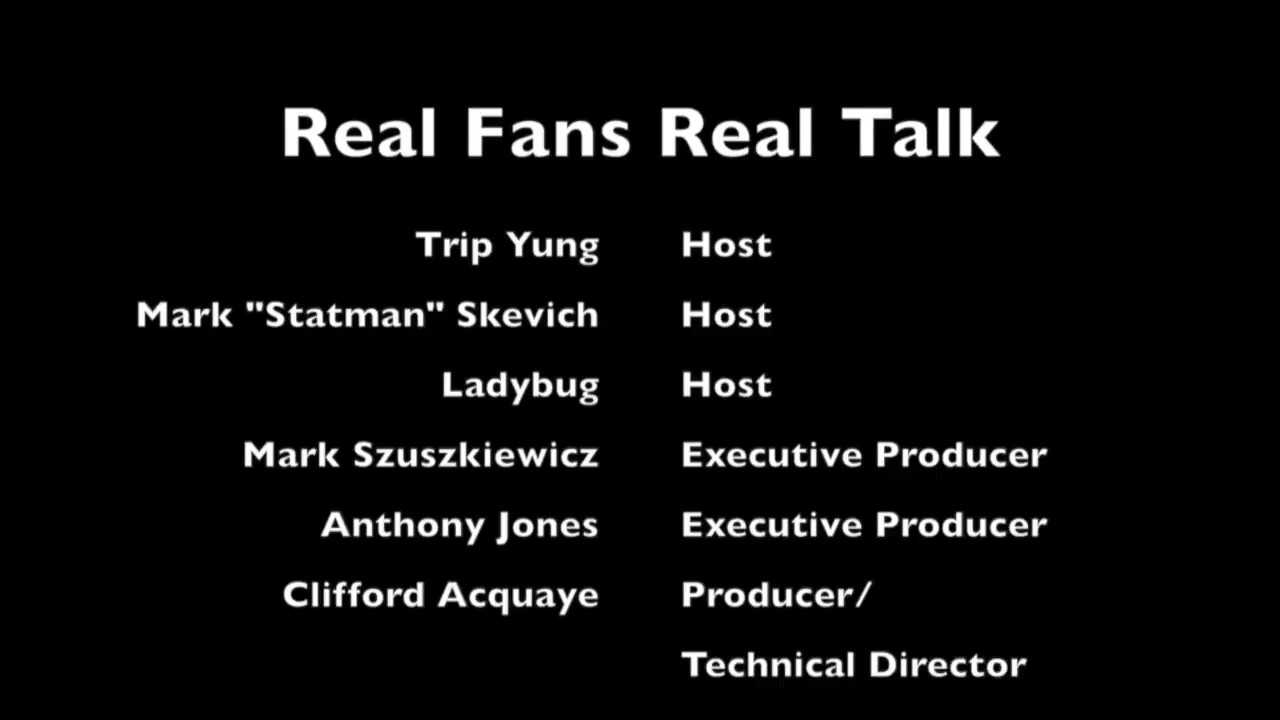 Real Fans Real Talk
Trip Yung Host
Mark "Statman" Skevich Host
Ladybug Host
Mark Szuszkiewicz Executive Producer
Anthony Jones Executive Producer
Clifford Acquaye Producer/
Technical Director